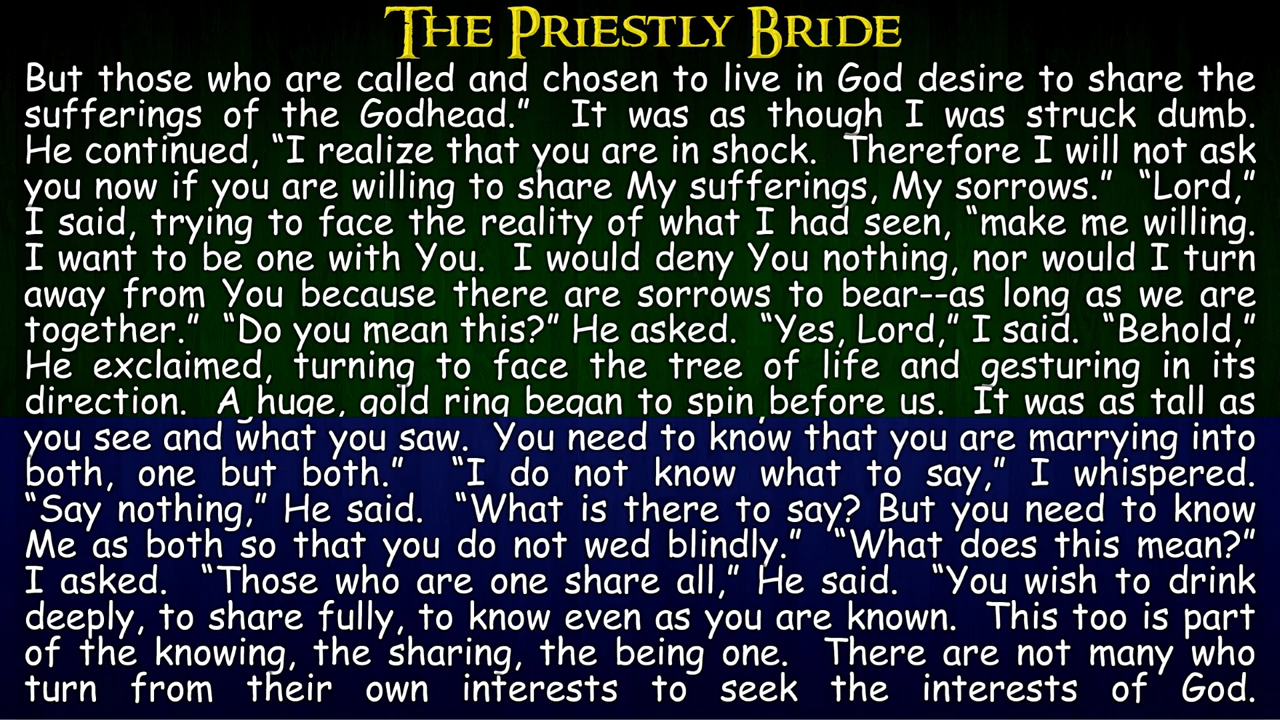 The Priestly Bride
But those who are called and chosen to live in God desire to share the
sufferings of the Godhead.” It was as though I was struck dumb.
He continued, “I realize that you are in shock. Therefore I will not ask
you now if you are willing to share My sufferings, My sorrows.” “Lord,”
I said, trying to face the reality of what I had seen, “make me willing.
I want to be one with You. I would deny You nothing, nor would I turn
away from You because there are sorrows to bear--as long as we are
together.” “Do you mean this?” He asked. “Yes, Lord,” I said. “Behold,”
He exclaimed, turning to face the tree of life and gesturing in its
direction. A huge, gold ring began to spin before us. It was as tall as
you see and what you saw. You need to know that you are marrying into
both, one but both.” “I do not know what to say,” I whispered.
“Say nothing,” He said. “What is there to say? But you need to know
Me as both so that you do not wed blindly.” “What does this mean?”
I asked. “Those who are one share all,” He said. “You wish to drink
deeply, to share fully, to know even as you are known. This too is part
of the knowing, the sharing, the being one. There are not many who
turn from their own interests to seek the interests of God.